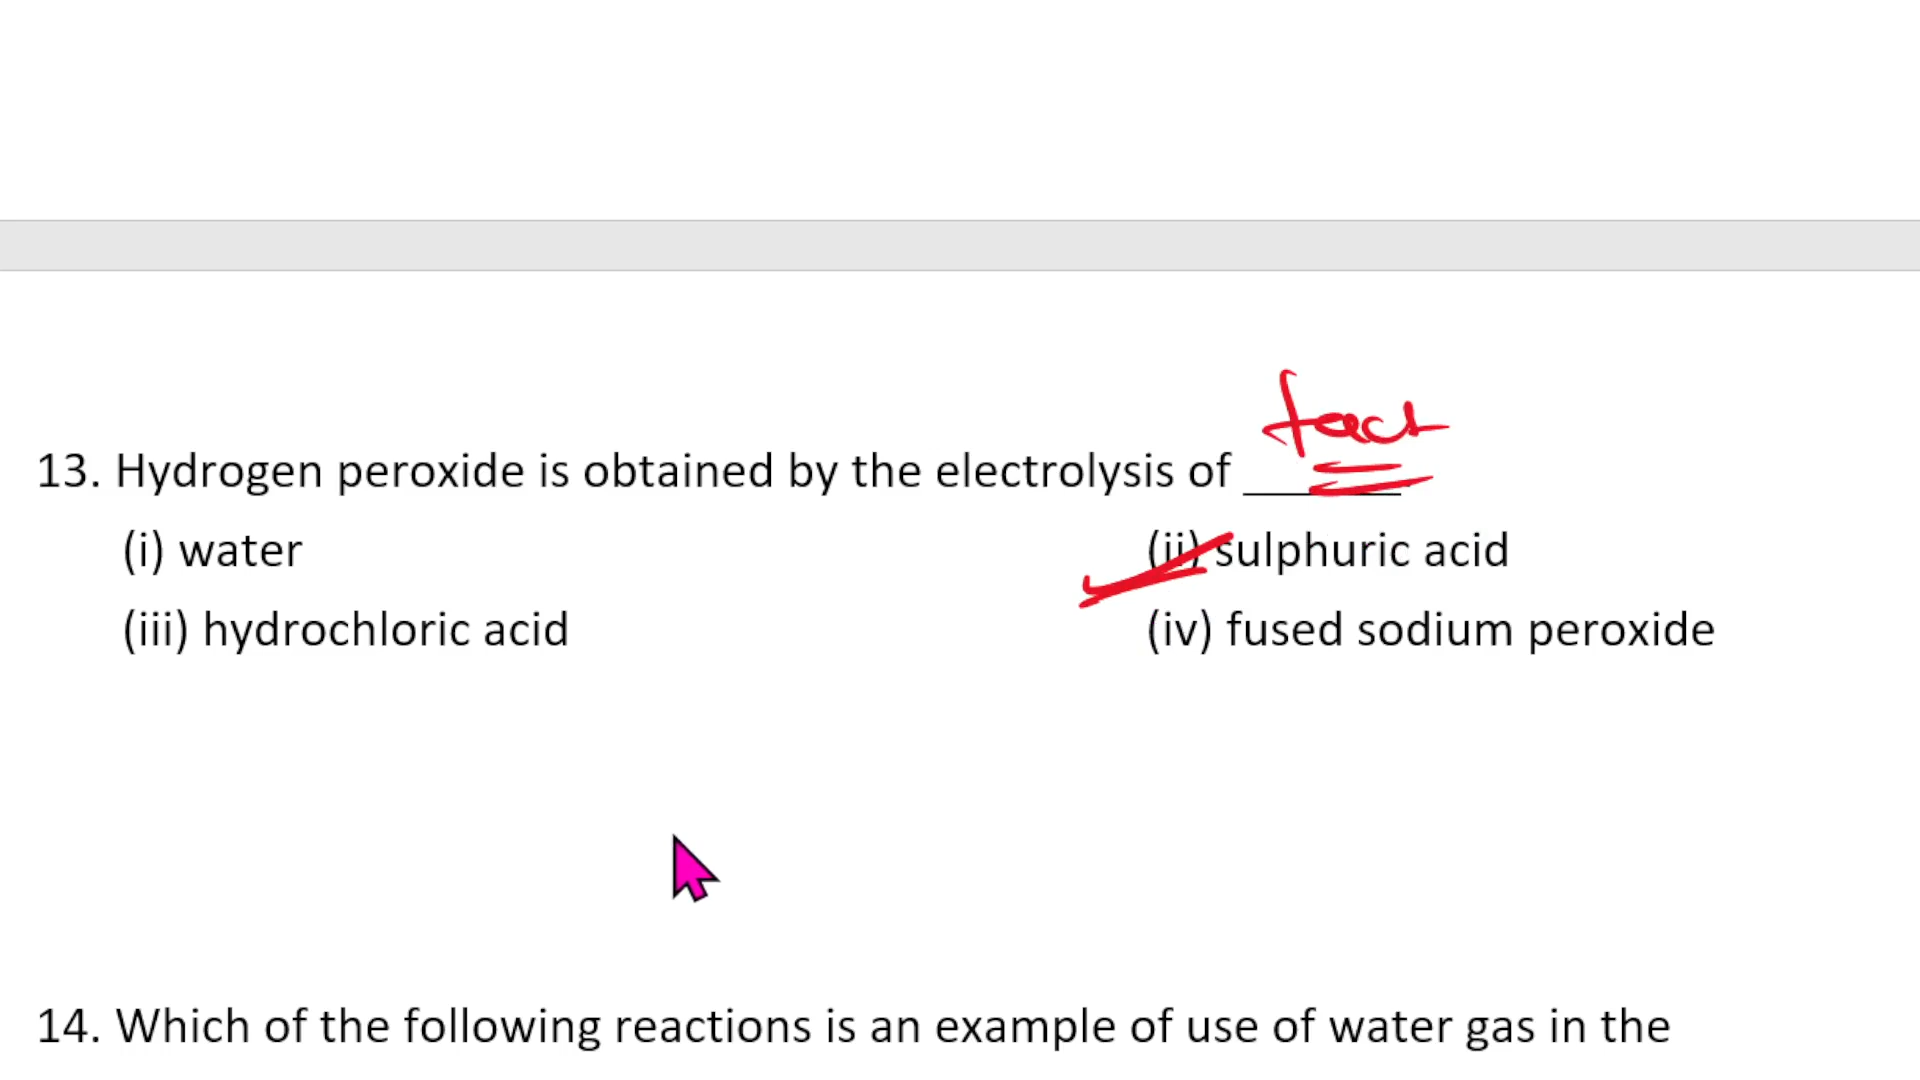 fact
13. Hydrogen peroxide is obtained by the electrolysis of ______.
(i) water (ii) sulphuric acid
(iii) hydrochloric acid (iv) fused sodium peroxide
14. Which of the following reactions is an example of use of water gas in the